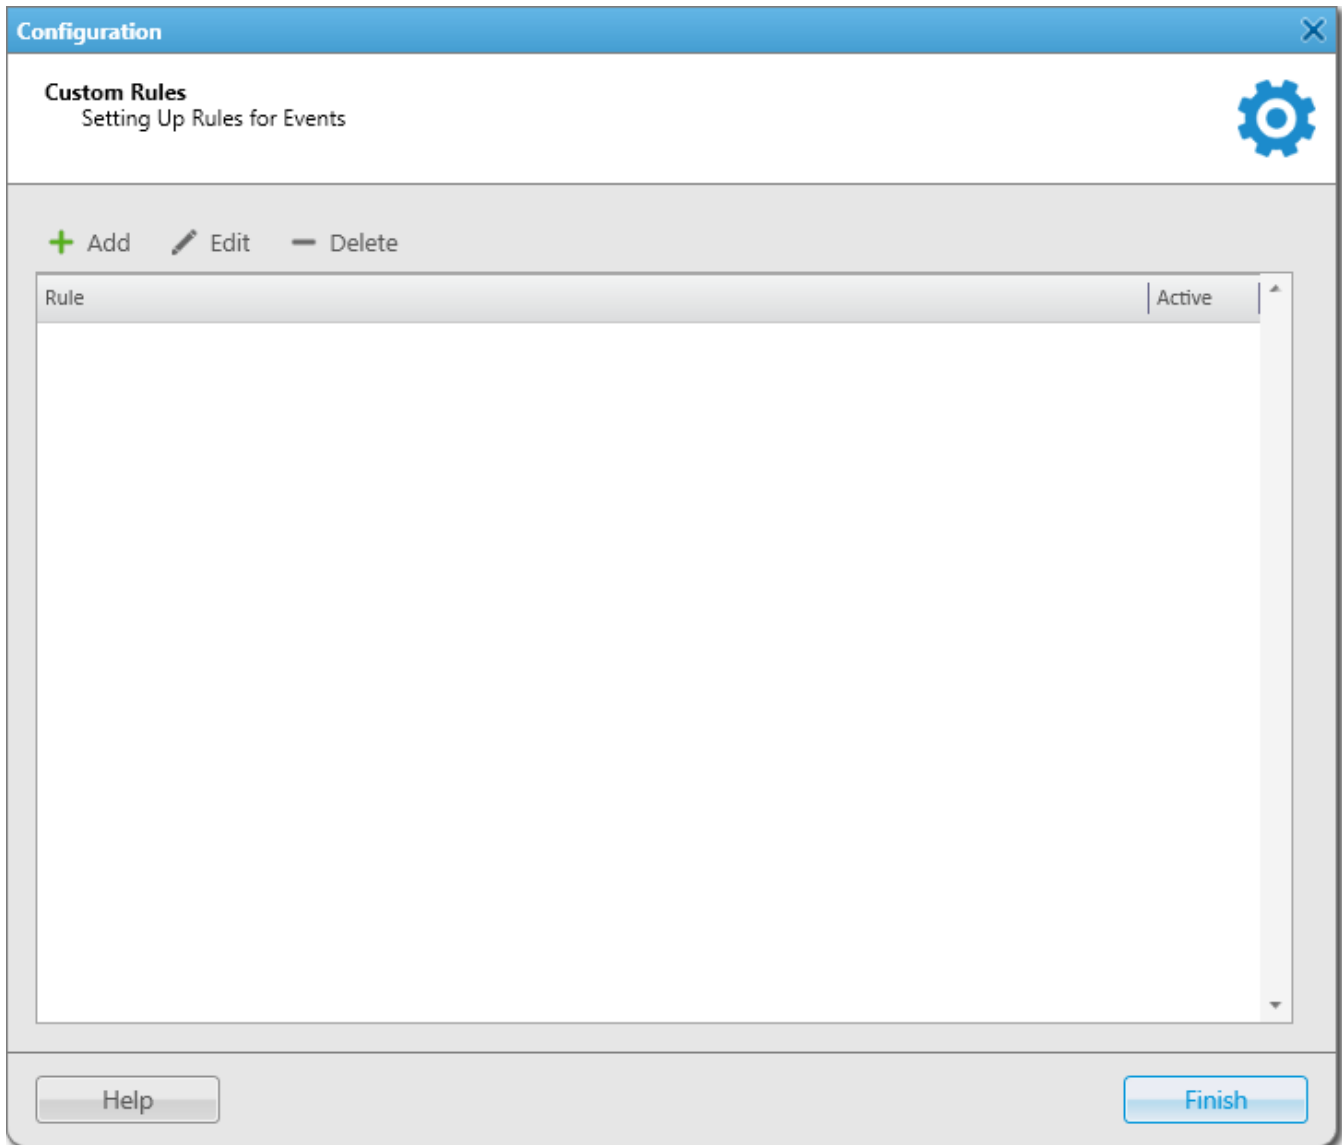 Configuration
Custom Rules
Setting Up Rules for Events
Add Edit Delete
Rule Active
Help Finish